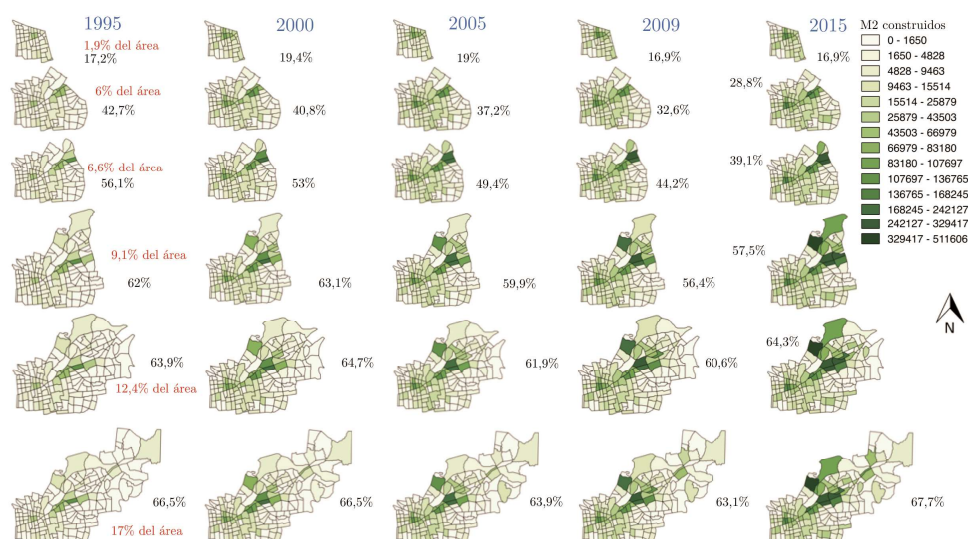 1995 2000 2005 2009 2015 M2 construidos
1,9% del área
17,2% 19,4% 19% 16,9% 16,9%
6% del área
42,7% 40,8% 37,2% 32,6% 28,8%
6,6% del área
56,1% 53% 49,4% 44,2% 39,1%
9,1% del área
62% 63,1% 59,9% 56,4% 57,5%
63,9% 64,7% 61,9% 60,6% 64,3%
12,4% del área
66,5% 66,5% 63,9% 63,1% 67,7%
17% del área
0 - 1650
1650 - 4828
4828 - 9463
9463 - 15514
15514 - 25879
25879 - 43503
43503 - 66979
66979 - 83180
83180 - 107697
107697 - 136765
136765 - 168245
168245 - 242127
242127 - 329417
329417 - 511606
N